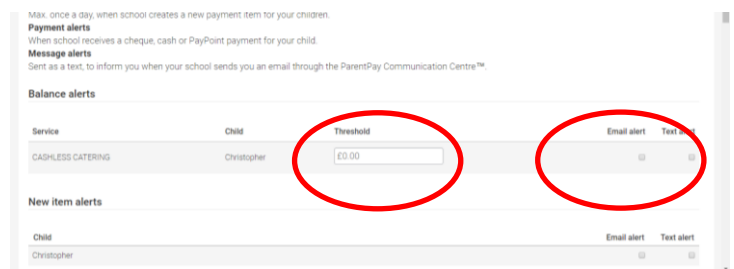 Max. once a day, when school creates a new payment item for your children.
Payment alerts
When school receives a cheque, cash or PayPoint payment for your child.
Message alerts
Sent as a text, to inform you when your school sends you an email through the ParentPay Communication Centre™.
Balance alerts
Service Child Threshold Email alert Text alert
CASHLESS CATERING Christopher £0.00
New item alerts
Child Email alert Text alert
Christopher